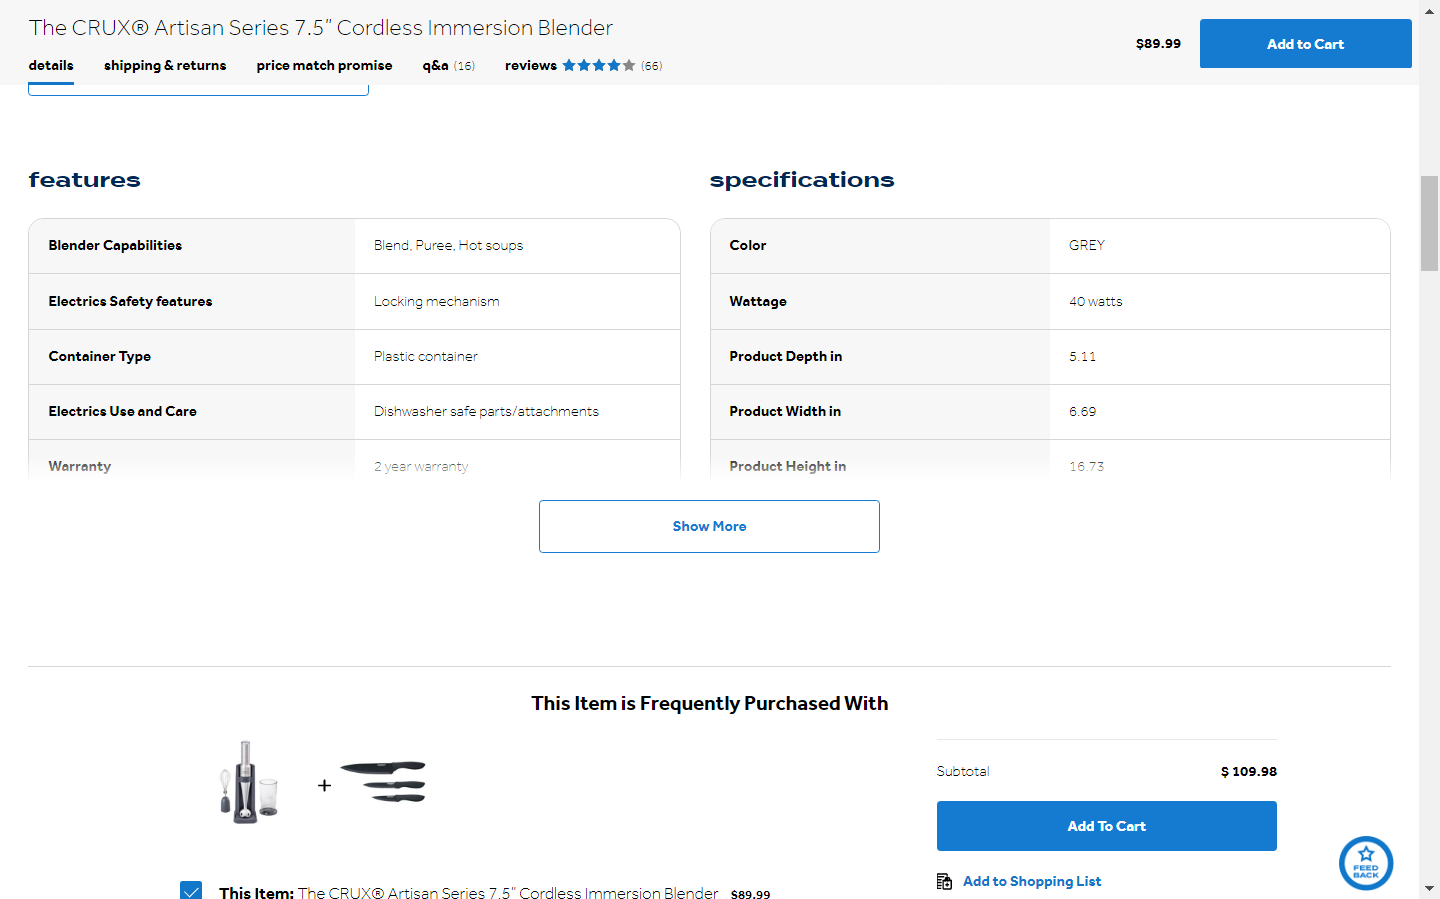 The CRUX® Artisan Series 7.5" Cordless Immersion Blender
$89.99
Add to Cart
details
shipping & returns
price match promise
q&a (16)
reviews (66)
features
specifications
Blender Capabilities
Blend, Puree, Hot soups
Color
GREY
Electrics Safety features
Locking mechanism
Wattage
40 watts
Container Type
Plastic container
Product Depth in
5.11
Electrics Use and Care
Dishwasher safe parts/attachments
Product Width in
6.69
Warranty
2 year warranty
Product Height in
16.73
Show More
This Item is Frequently Purchased With
+
Subtotal
$ 109.98
Add To Cart
Add to Shopping List
FEED
BACK
This Item: The CRUX® Artisan Series 7.5" Cordless Immersion Blender $89.99